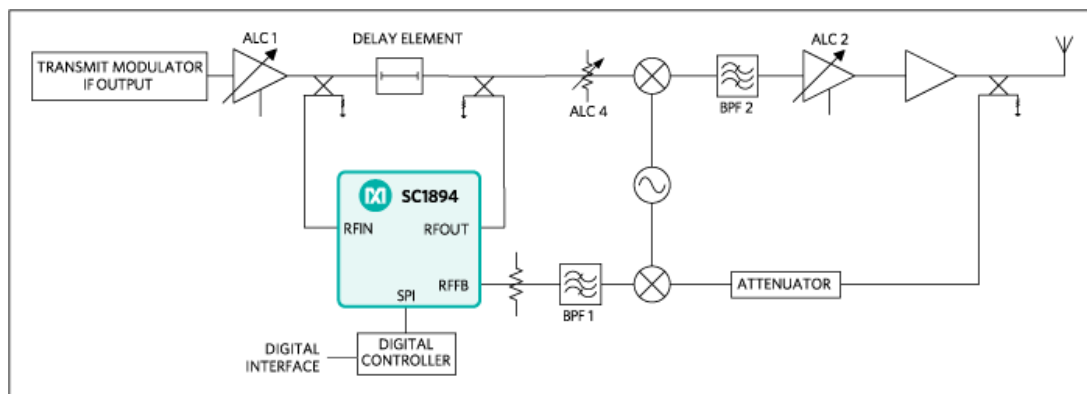 ALC 1
DELAY ELEMENT
TRANSMIT MODULATOR
IF OUTPUT
ALC 4
BPF 2
ALC 2
SC1894
RFIN
RFOUT
RFFB
SPI
BPF 1
ATTENUATOR
DIGITAL
INTERFACE
DIGITAL
CONTROLLER